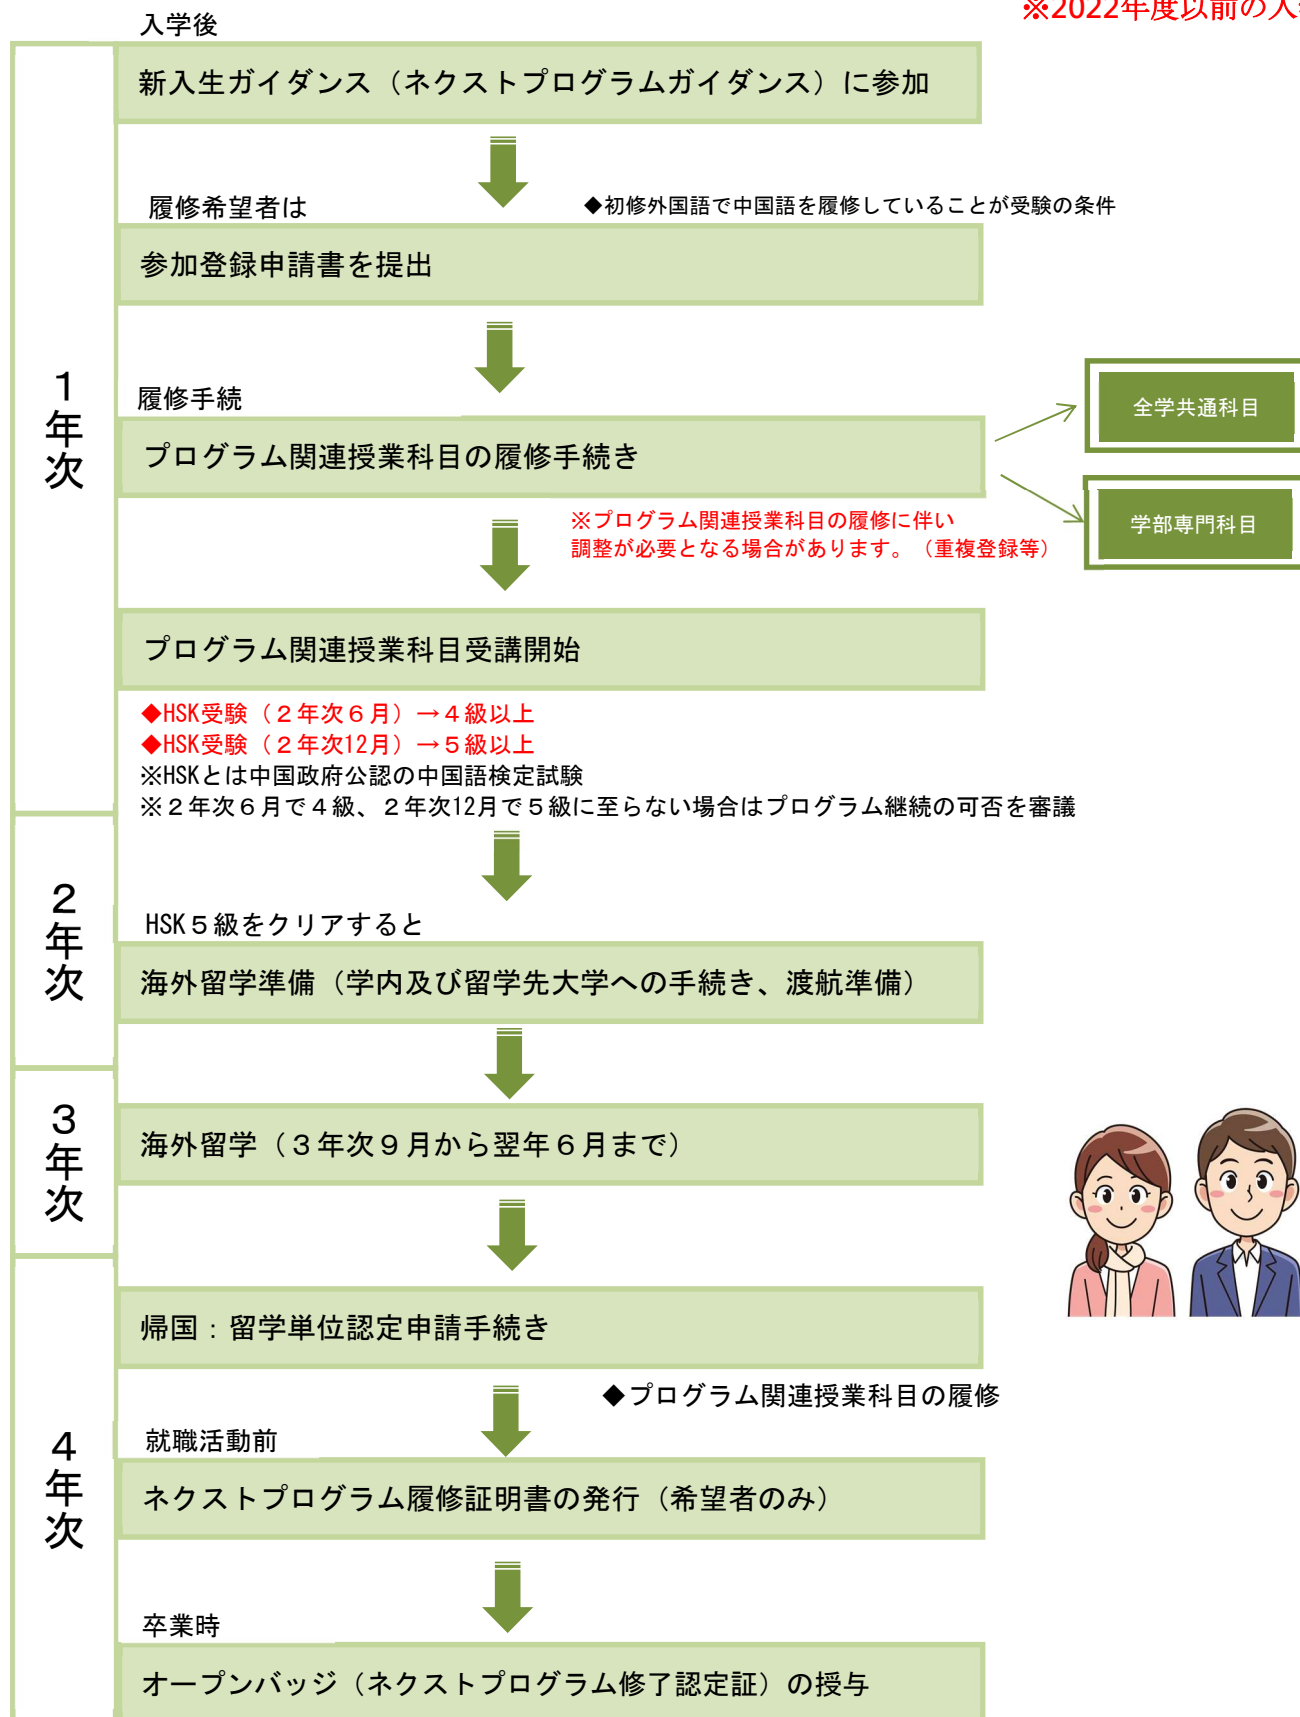 ※2022年度以前の入
入学後
新入生ガイダンス（ネクストプログラムガイダンス）に参加
履修希望者は
◆初修外国語で中国語を履修していることが受験の条件
参加登録申請書を提出
1年次
履修手続
プログラム関連授業科目の履修手続き
全学共通科目
学部専門科目
※プログラム関連授業科目の履修に伴い
調整が必要となる場合があります。（重複登録等）
プログラム関連授業科目受講開始
◆HSK受験（２年次６月）→４級以上
◆HSK受験（２年次12月）→５級以上
※HSKとは中国政府公認の中国語検定試験
※２年次６月で４級、２年次12月で５級に至らない場合はプログラム継続の可否を審議
2年次
HSK５級をクリアすると
海外留学準備（学内及び留学先大学への手続き、渡航準備）
3年次
海外留学（３年次９月から翌年６月まで）
帰国：留学単位認定申請手続き
◆プログラム関連授業科目の履修
4年次
就職活動前
ネクストプログラム履修証明書の発行（希望者のみ）
卒業時
オープンバッジ（ネクストプログラム修了認定証）の授与